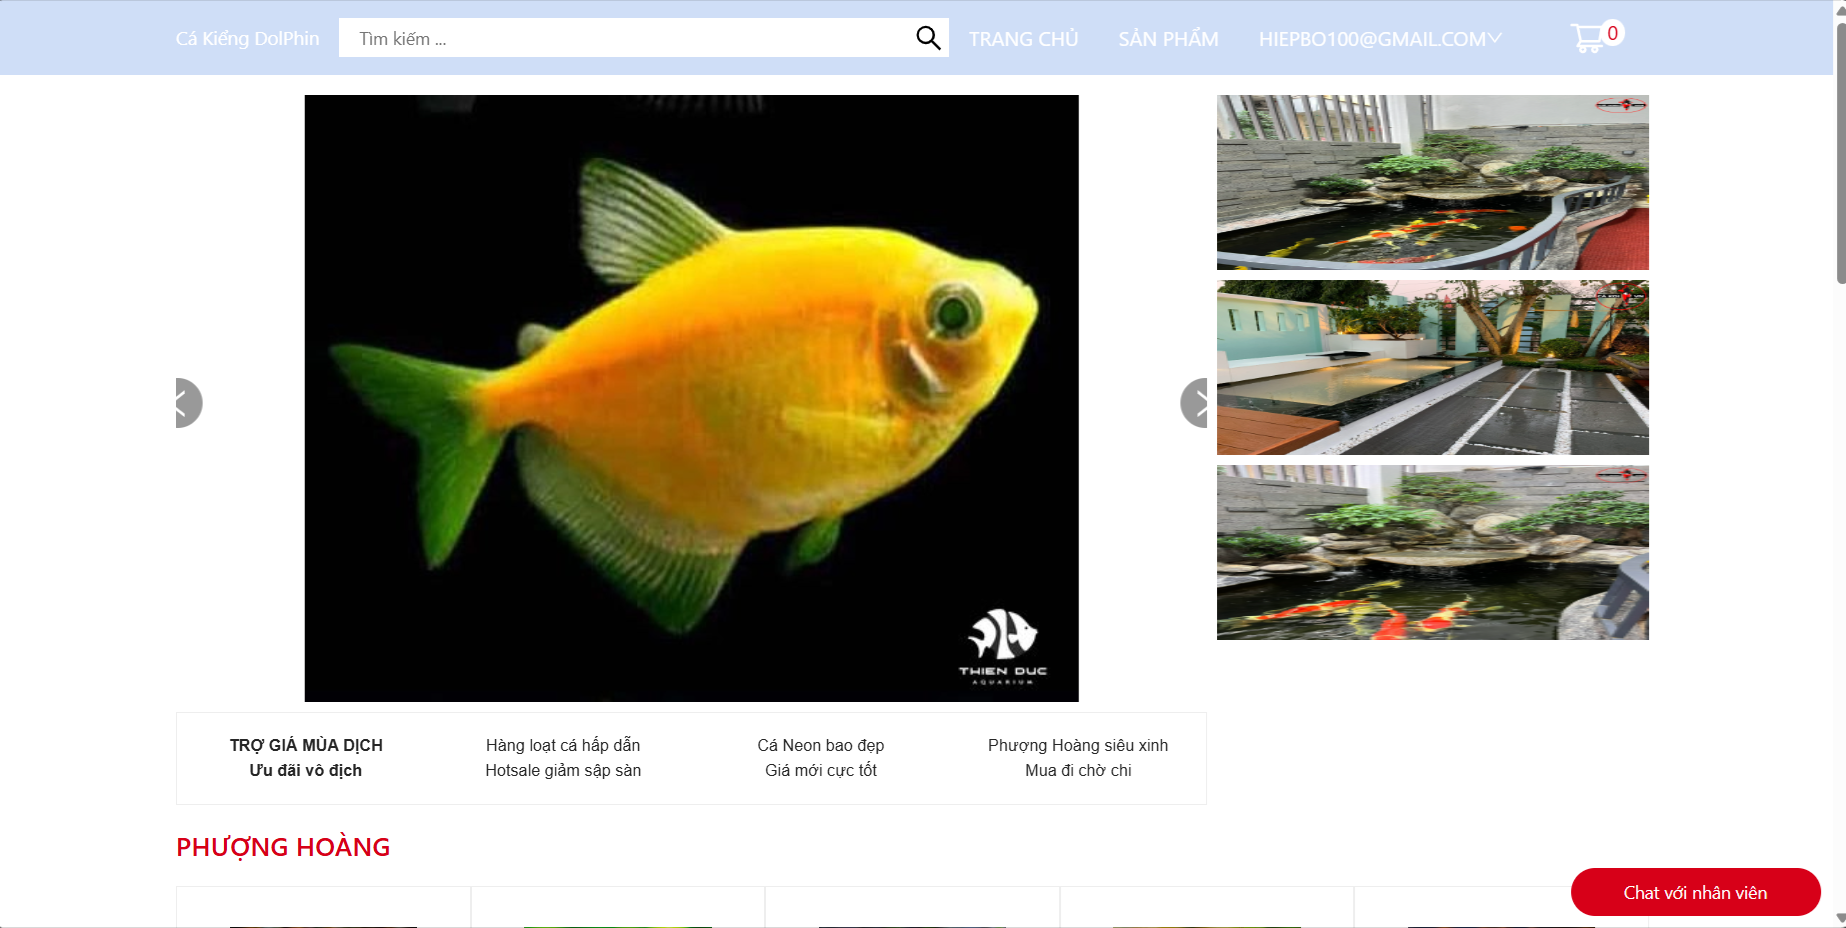 Cá Kiểng DolPhin
Tìm kiếm ...
TRANG CHỦ
SẢN PHẨM
HIEPBO100@GMAIL.COM
0
THIEN DUC
AQUARIUM
TRỢ GIÁ MÙA DỊCH
Ưu đãi vô địch
Hàng loạt cá hấp dẫn
Hotsale giảm sập sàn
Cá Neon bao đẹp
Giá mới cực tốt
Phượng Hoàng siêu xinh
Mua đi chờ chi
PHƯỢNG HOÀNG
Chat với nhân viên